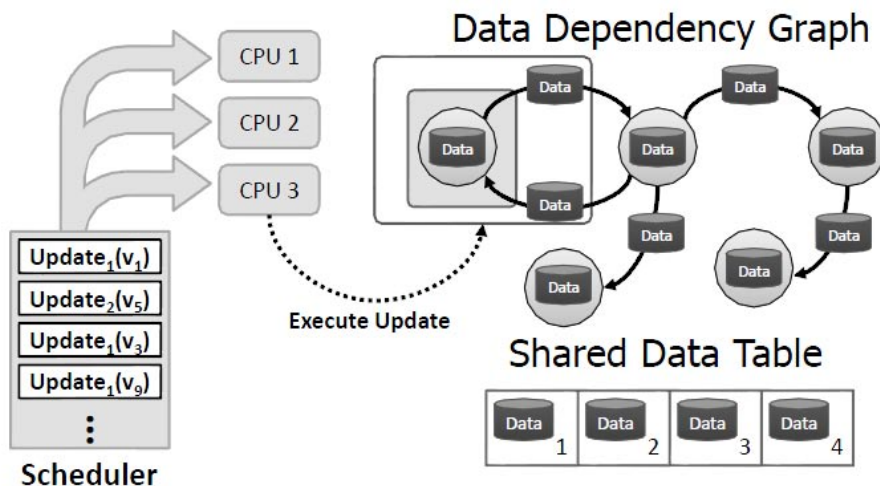 Data Dependency Graph
CPU 1
CPU 2
CPU 3
Data
Data
Data
Data
Data
Data
Data
Data
Data
Data
Update₁(v₁)
Update₂(v₅)
Update₁(v₃)
Update₁(v₉)
⋮
Scheduler
Execute Update
Shared Data Table
Data 1
Data 2
Data 3
Data 4